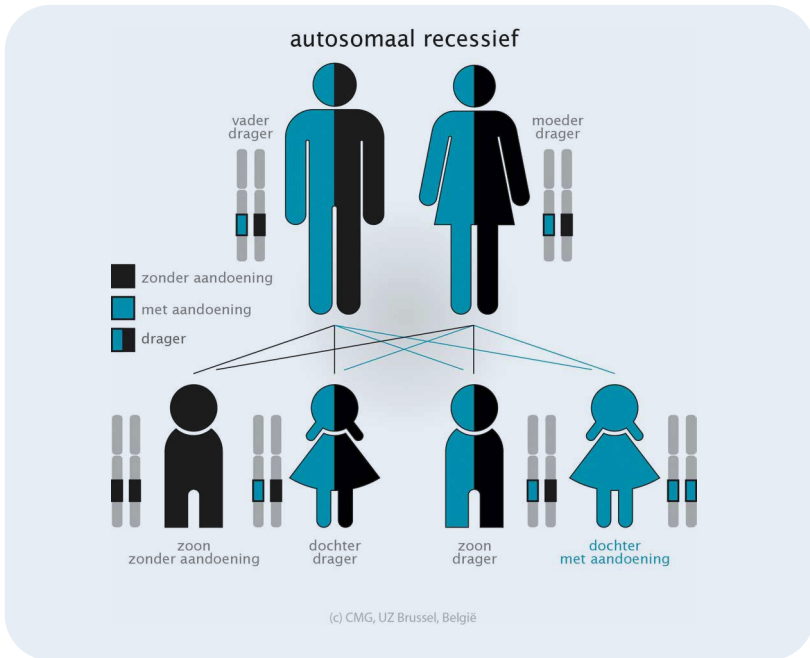 autosomaal recessief
vader
drager
moeder
drager
zonder aandoening
met aandoening
drager
zoon
zonder aandoening
dochter
drager
zoon
drager
dochter
met aandoening
(c) CMG, UZ Brussel, België